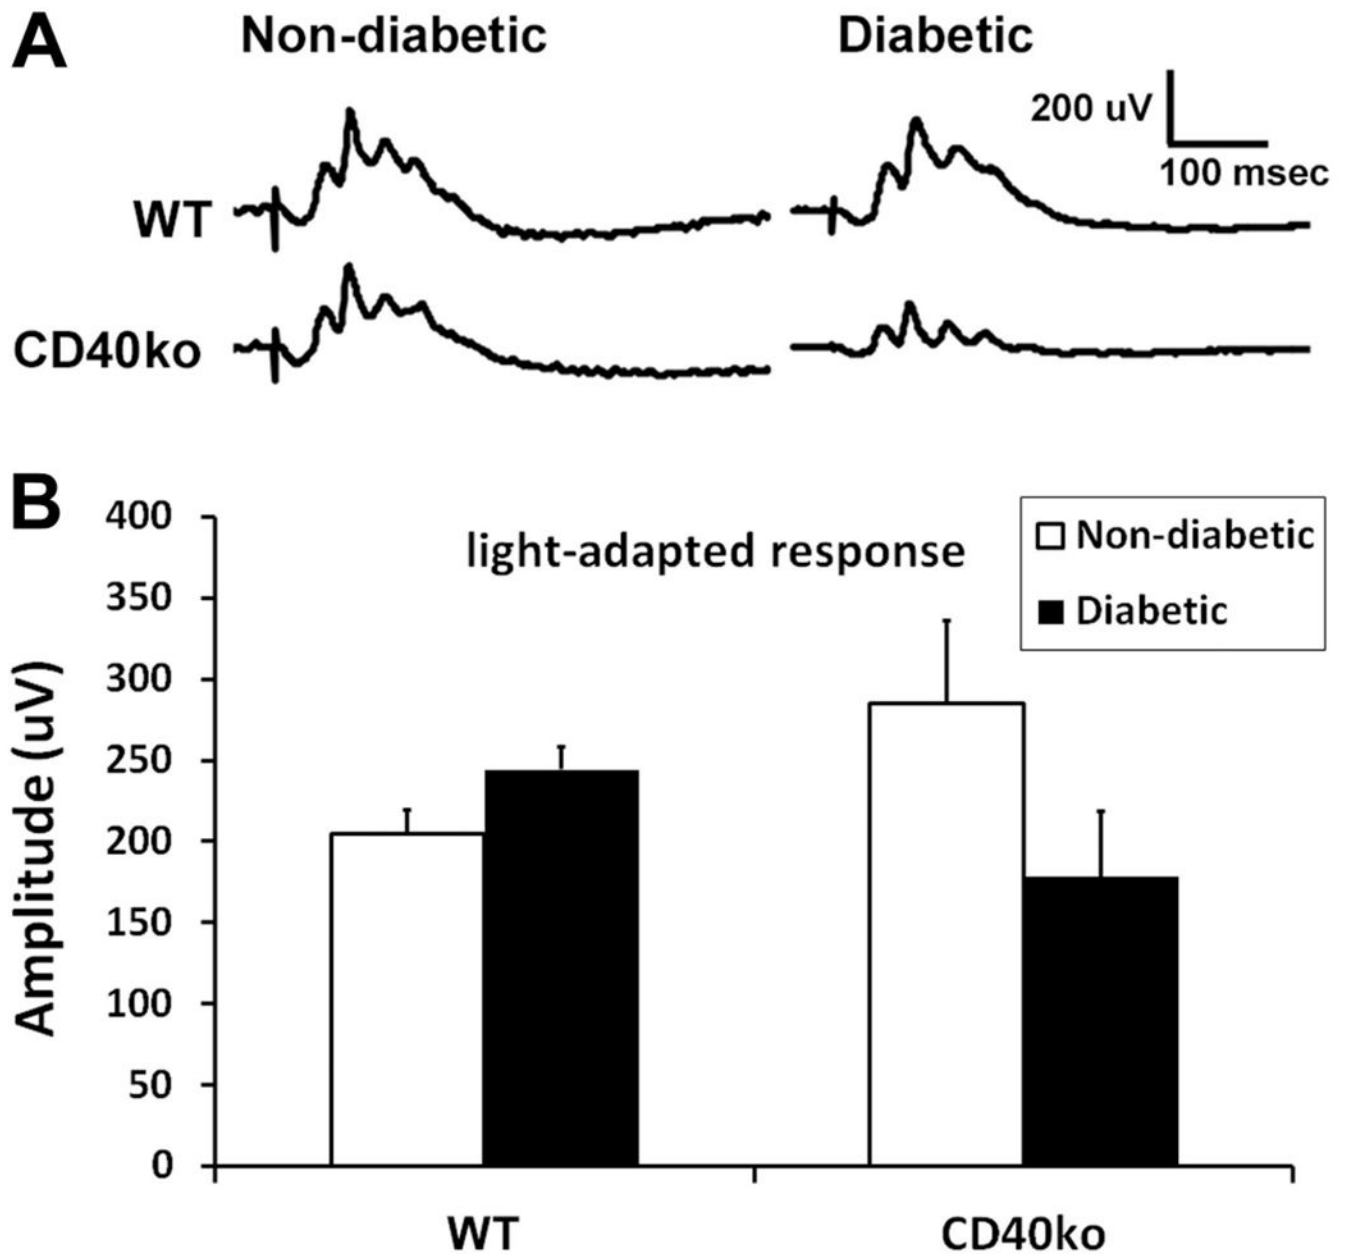 A
Non-diabetic
Diabetic
200 uV
100 msec
WT
CD40ko
B
400
350
300
250
200
150
100
50
0
Amplitude (uV)
light-adapted response
Non-diabetic
Diabetic
WT
CD40ko